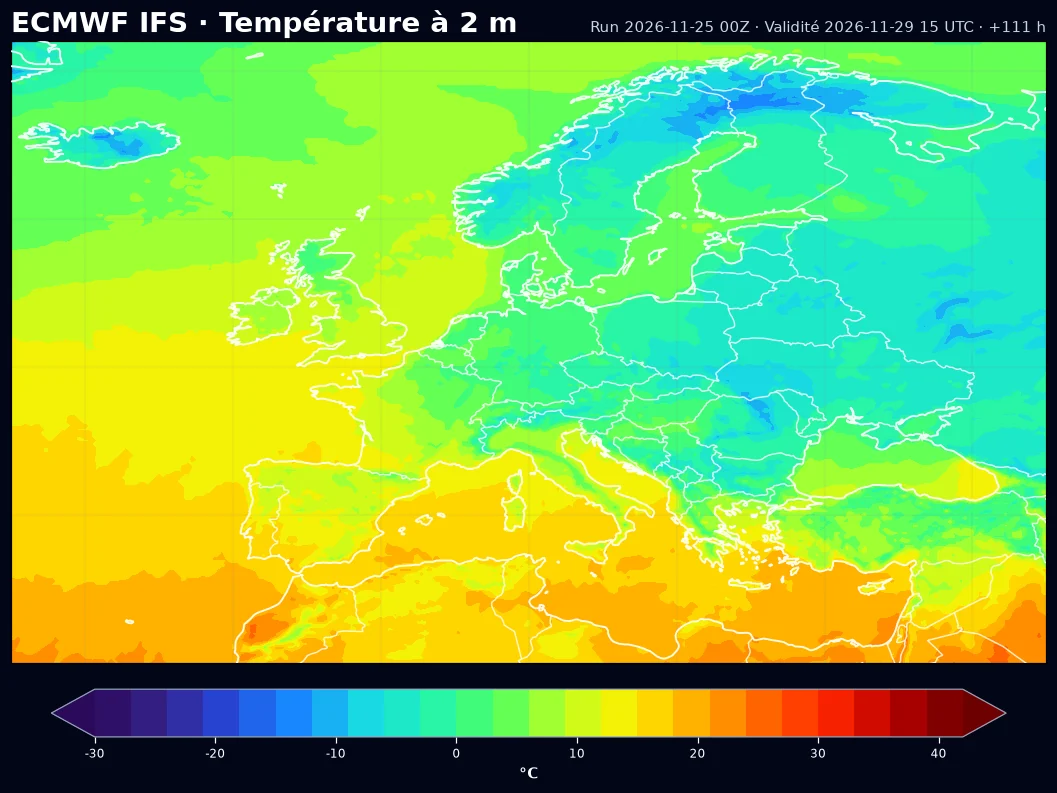 ECMWF IFS · Température à 2 m
Run 2026-11-25 00Z · Validité 2026-11-29 15 UTC · +111 h
-30 -20 -10 0 10 20 30 40
°C